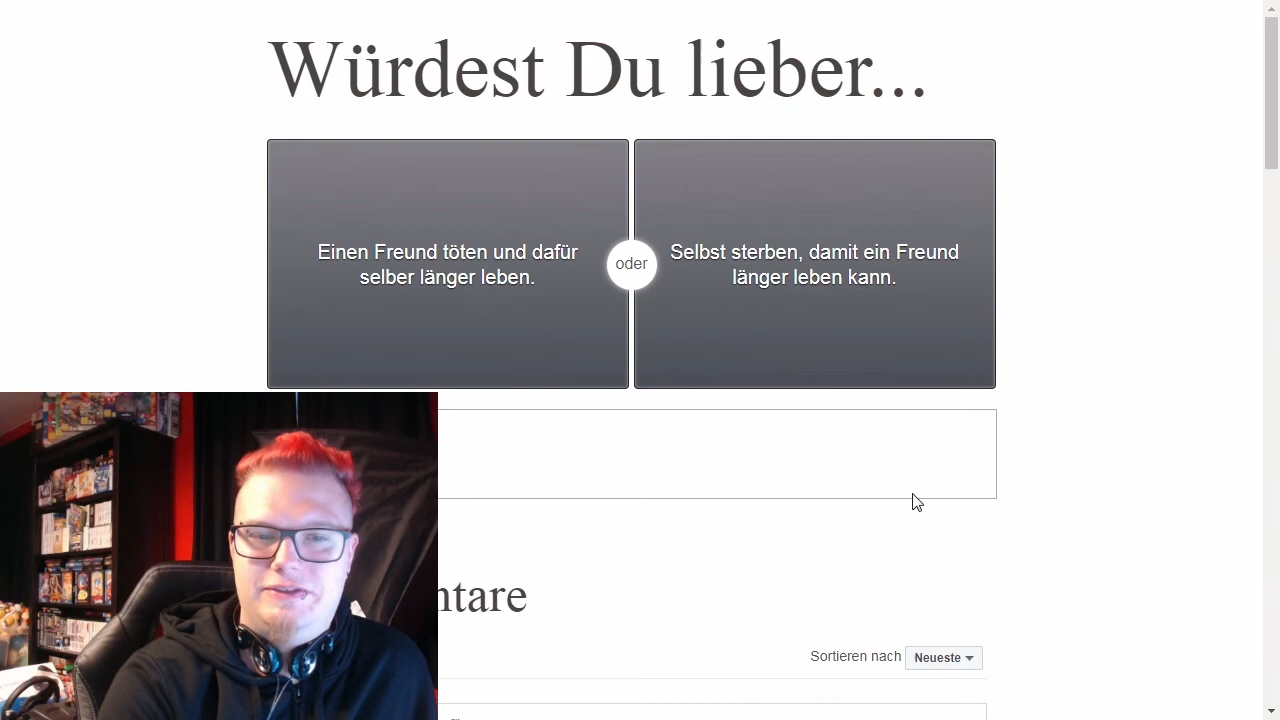 Würdest Du lieber...
Einen Freund töten und dafür
selber länger leben.
oder
Selbst sterben, damit ein Freund
länger leben kann.
ntare
Sortieren nach
Neueste